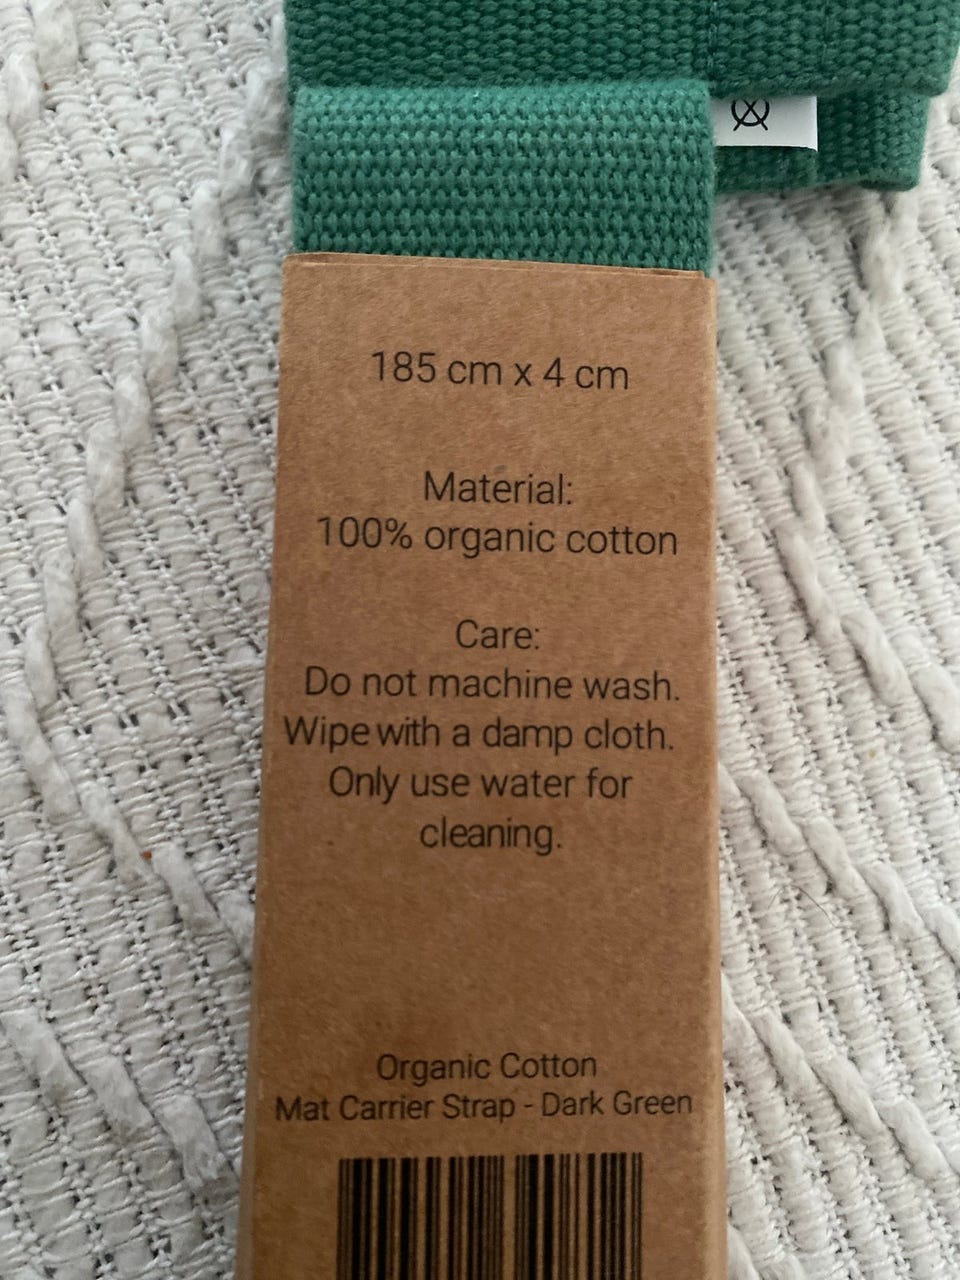 185 cm x 4 cm
Material:
100% organic cotton
Care:
Do not machine wash.
Wipe with a damp cloth.
Only use water for
cleaning.
Organic Cotton
Mat Carrier Strap - Dark Green